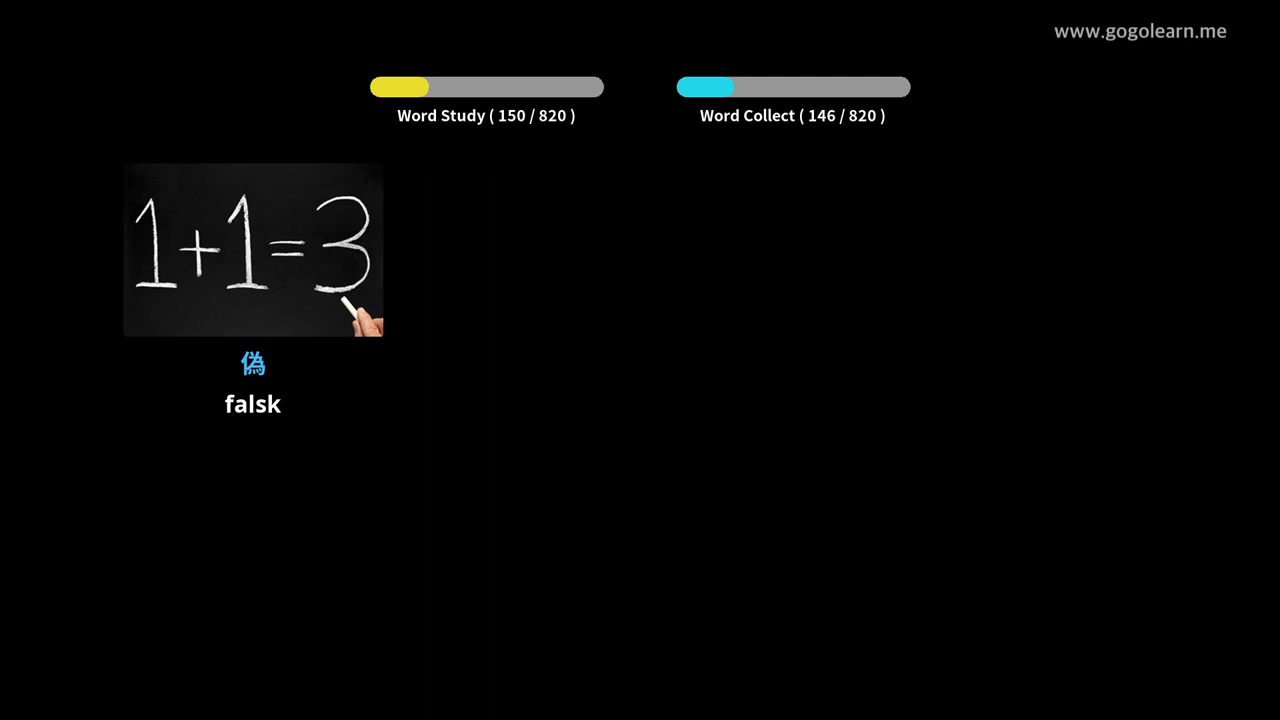 www.gogolearn.me
Word Study ( 150 / 820 )
Word Collect ( 146 / 820 )
1+1=3
偽
falsk